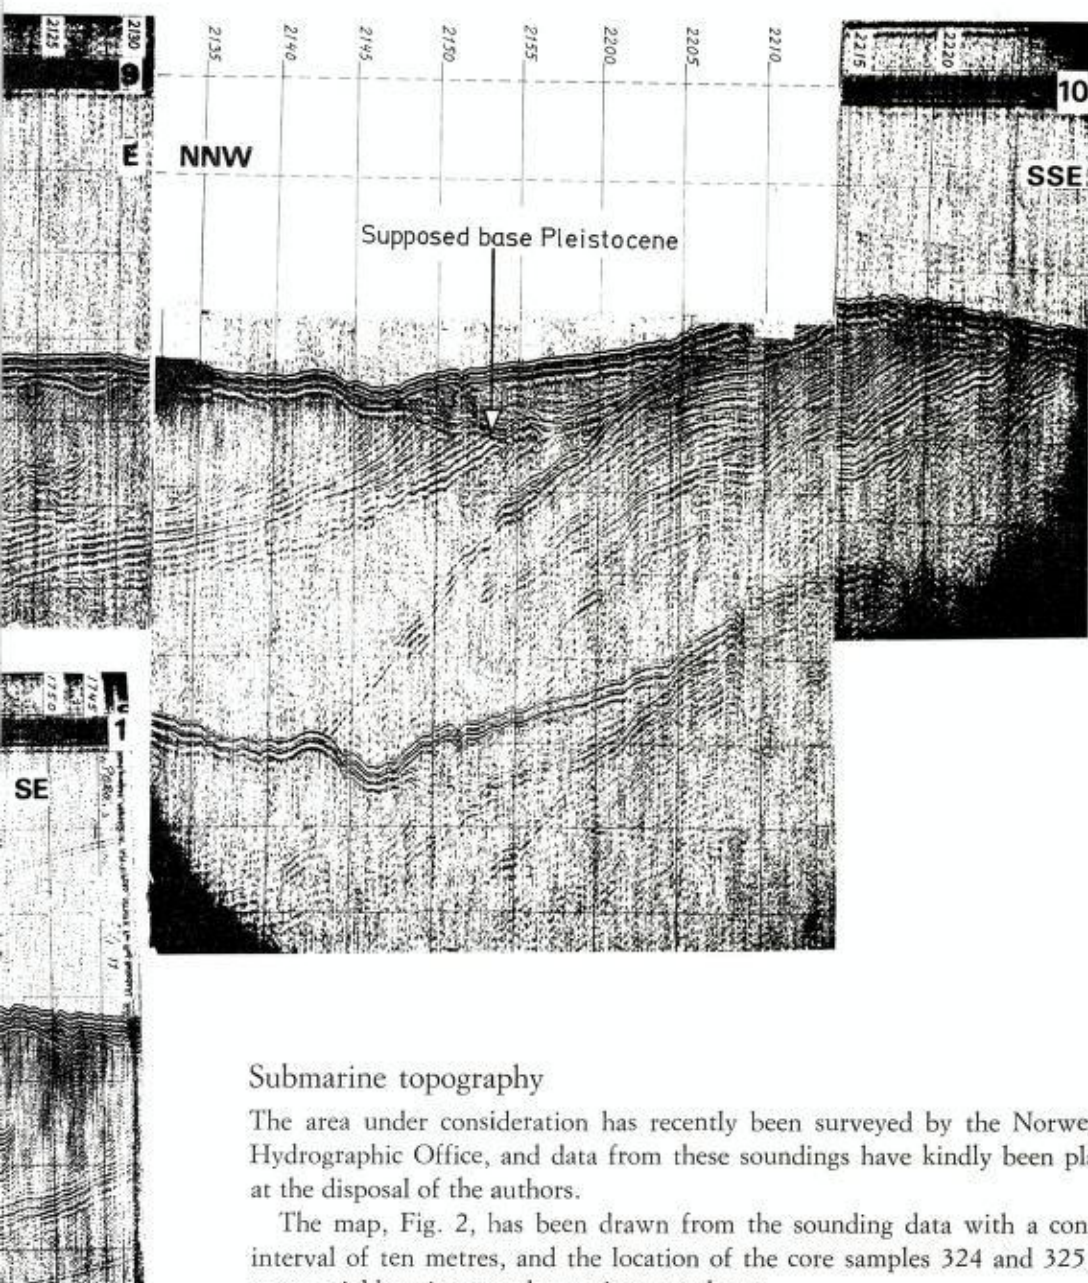 2125
2130
2135
2140
2145
2150
2155
2200
2205
2210
2215
2220
9
10
E
NNW
SSE
Supposed base Pleistocene
1750
1745
1
SE
Submarine topography
The area under consideration has recently been surveyed by the Norwe
Hydrographic Office, and data from these soundings have kindly been pl
at the disposal of the authors.
The map, Fig. 2, has been drawn from the sounding data with a con
interval of ten metres, and the location of the core samples 324 and 325